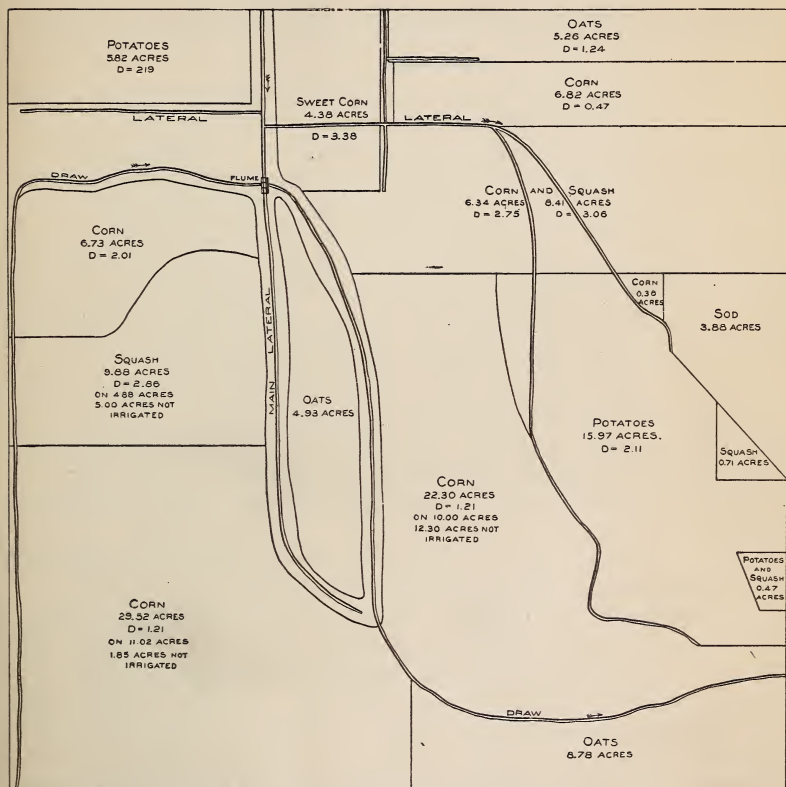 POTATOES
5.82 ACRES
D = 219
OATS
5.26 ACRES
D = 1.24
CORN
6.82 ACRES
D = 0.47
SWEET CORN
4.38 ACRES
D = 3.38
LATERAL
LATERAL
DRAW
FLUME
CORN AND SQUASH
6.34 ACRES 8.41 ACRES
D = 2.75 D = 3.06
CORN
6.73 ACRES
D = 2.01
MAIN LATERAL
CORN
0.38
ACRES
SOD
3.88 ACRES
SQUASH
9.88 ACRES
D = 2.86
ON 4.88 ACRES
5.00 ACRES NOT
IRRIGATED
OATS
4.93 ACRES
POTATOES
15.97 ACRES.
D = 2.11
SQUASH
0.71 ACRES
CORN
22.30 ACRES
D = 1.21
ON 10.00 ACRES
12.30 ACRES NOT
IRRIGATED
POTATOES
AND
SQUASH
0.47
ACRES
CORN
29.52 ACRES
D = 1.21
ON 11.02 ACRES
1.85 ACRES NOT
IRRIGATED
DRAW
OATS
8.78 ACRES